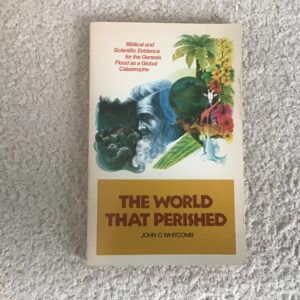 Biblical and
Scientific Evidence
for the Genesis
Flood as a Global
Catastrophe
THE WORLD
THAT PERISHED
JOHN C. WHITCOMB